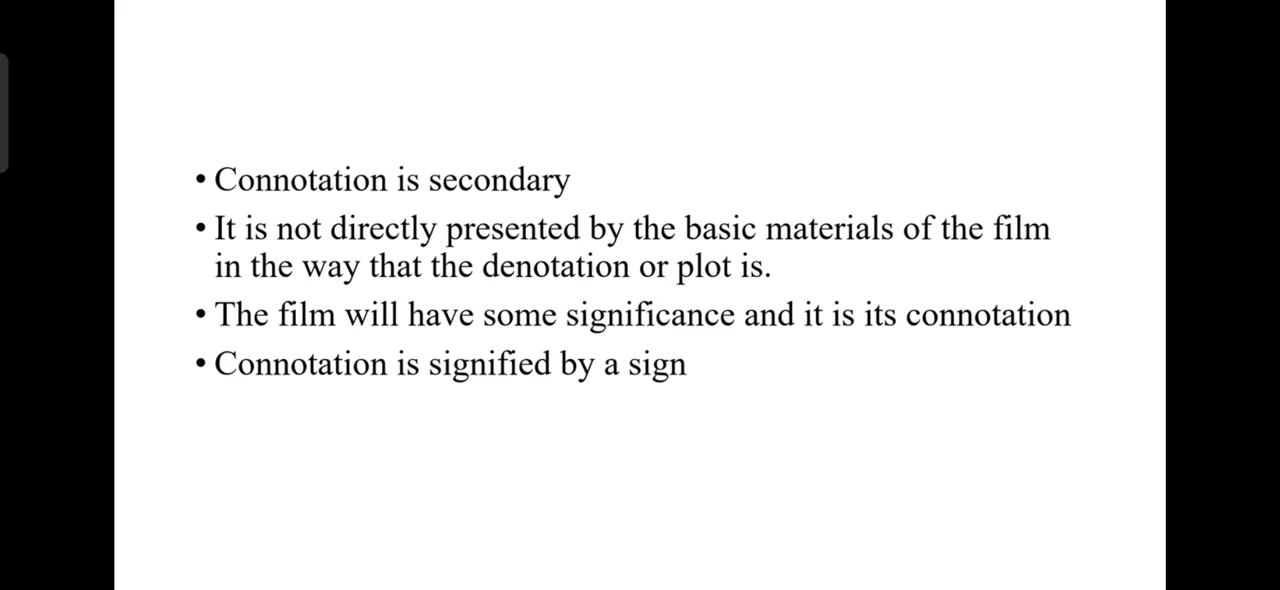 • Connotation is secondary
• It is not directly presented by the basic materials of the film
in the way that the denotation or plot is.
• The film will have some significance and it is its connotation
• Connotation is signified by a sign